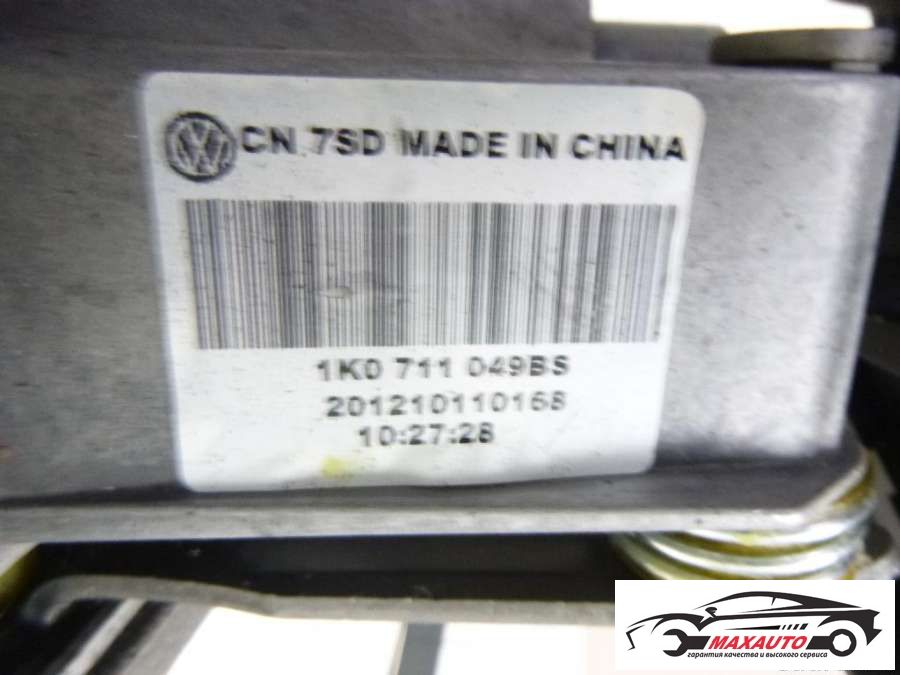 CN 7SD MADE IN CHINA
1K0 711 049BS
201210110168
10:27:28
MAXAUTO
гарантия качества и высокого сервиса